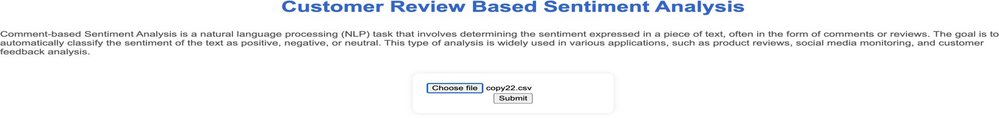 Customer Review Based Sentiment Analysis
Comment-based Sentiment Analysis is a natural language processing (NLP) task that involves determining the sentiment expressed in a piece of text, often in the form of comments or reviews. The goal is to
automatically classify the sentiment of the text as positive, negative, or neutral. This type of analysis is widely used in various applications, such as product reviews, social media monitoring, and customer
feedback analysis.
Choose file copy22.csv
Submit